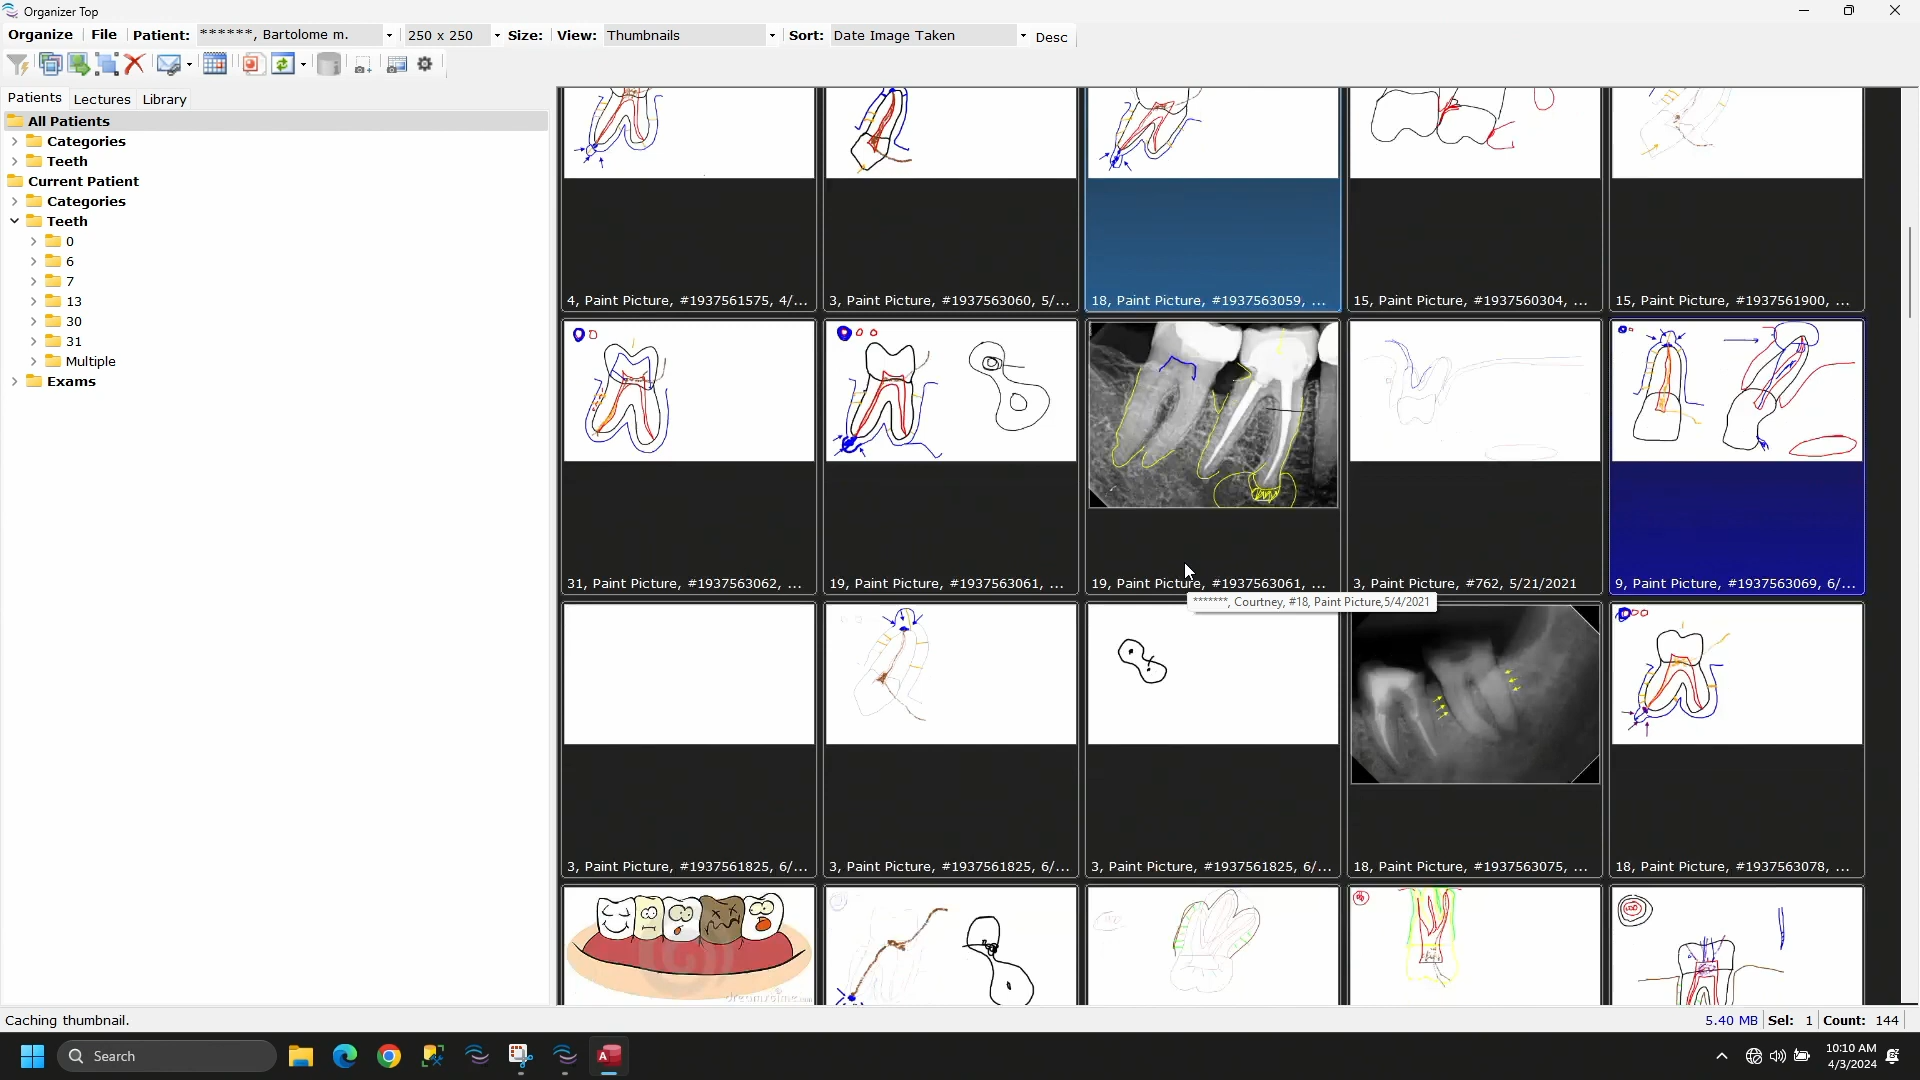 Organizer Top
Organize File Patient: ******, Bartolome m. 250 x 250 Size: View: Thumbnails Sort: Date Image Taken Desc
Patients Lectures Library
All Patients
Categories
Teeth
Current Patient
Categories
Teeth
0
6
7
13
30
31
Multiple
Exams
4, Paint Picture, #1937561575, 4/... 3, Paint Picture, #1937563060, 5/... 18, Paint Picture, #1937563059, ... 15, Paint Picture, #1937560304, ... 15, Paint Picture, #1937561900, ...
31, Paint Picture, #1937563062, ... 19, Paint Picture, #1937563061, ... 19, Paint Picture, #1937563061, ... 3, Paint Picture, #762, 5/21/2021 9, Paint Picture, #1937563069, 6/...
*******, Courtney, #18, Paint Picture,5/4/2021
3, Paint Picture, #1937561825, 6/... 3, Paint Picture, #1937561825, 6/... 3, Paint Picture, #1937561825, 6/... 18, Paint Picture, #1937563075, ... 18, Paint Picture, #1937563078, ...
Caching thumbnail. 5.40 MB Sel: 1 Count: 144
Search
10:10 AM
4/3/2024